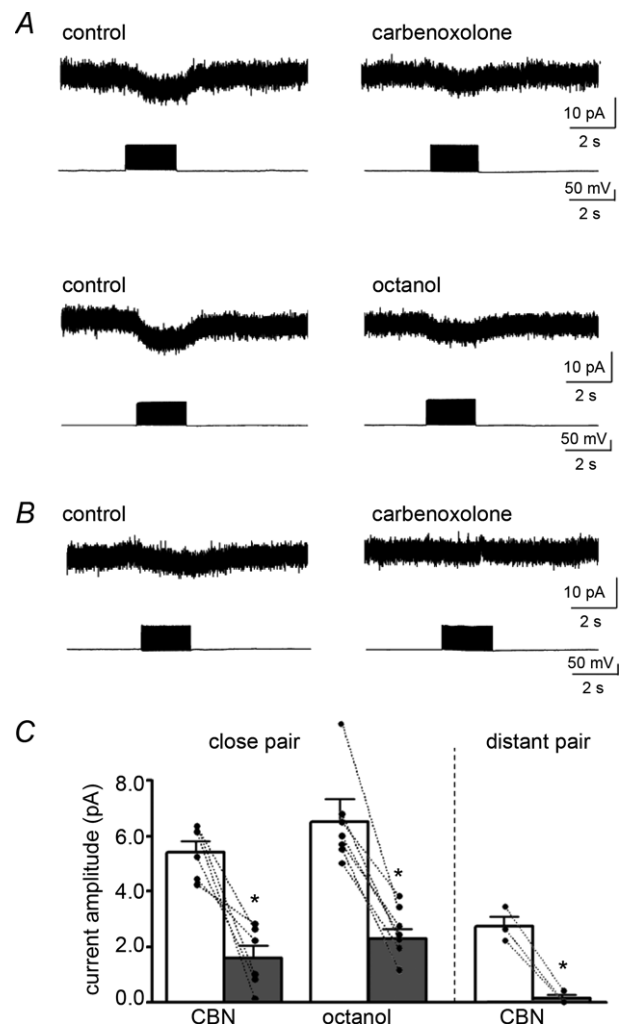 A
control carbenoxolone
10 pA
2 s
50 mV
2 s
control octanol
10 pA
2 s
50 mV
2 s
B
control carbenoxolone
10 pA
2 s
50 mV
2 s
C
close pair distant pair
current amplitude (pA)
8.0
6.0
4.0
2.0
0.0
* * *
CBN octanol CBN